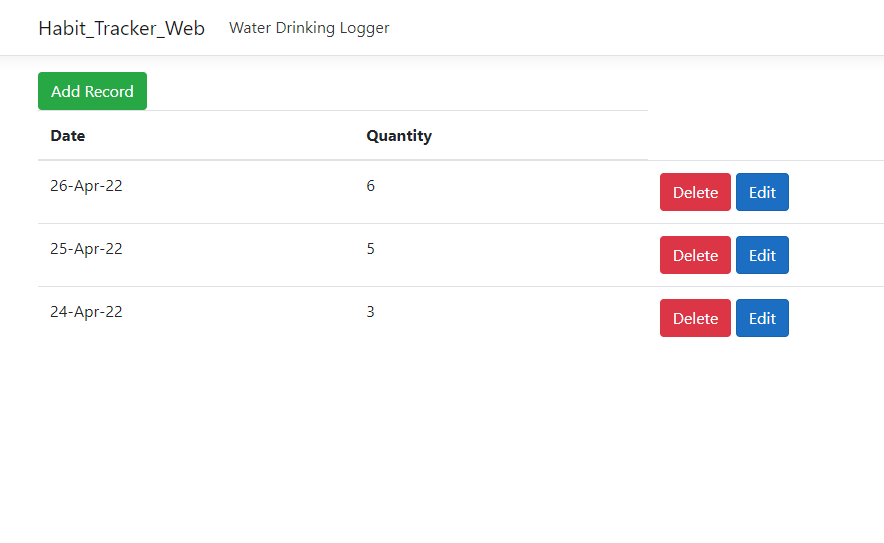 Habit_Tracker_Web Water Drinking Logger
Add Record
Date Quantity
26-Apr-22 6 Delete Edit
25-Apr-22 5 Delete Edit
24-Apr-22 3 Delete Edit